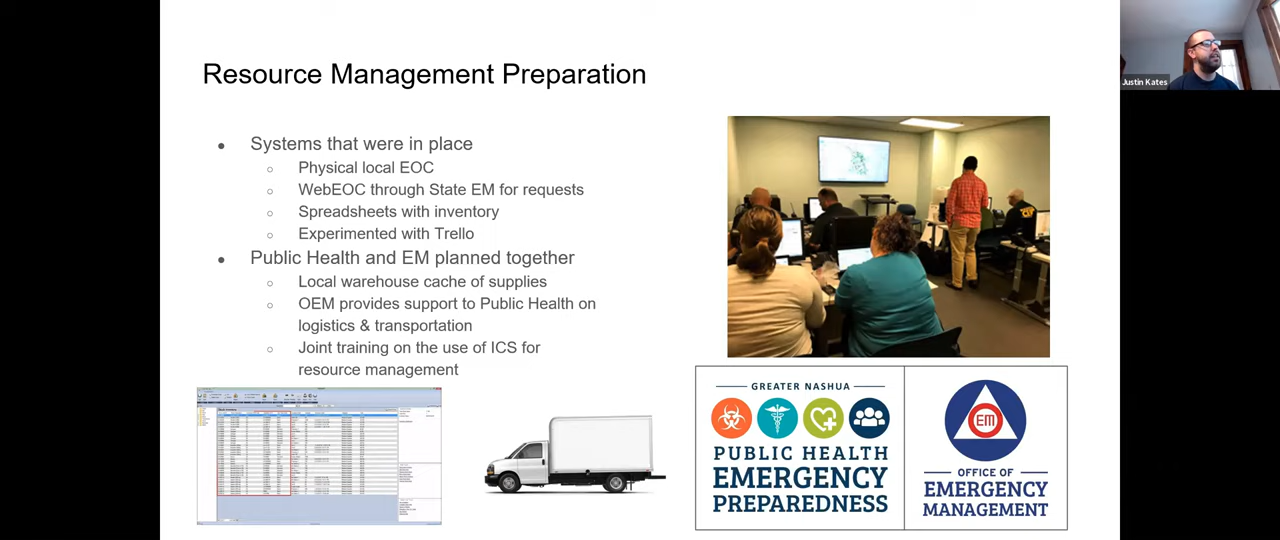 Resource Management Preparation
Justin Kates
● Systems that were in place
○ Physical local EOC
○ WebEOC through State EM for requests
○ Spreadsheets with inventory
○ Experimented with Trello
● Public Health and EM planned together
○ Local warehouse cache of supplies
○ OEM provides support to Public Health on
logistics & transportation
○ Joint training on the use of ICS for
resource management
GREATER NASHUA
PUBLIC HEALTH
EMERGENCY
PREPAREDNESS
EM
OFFICE OF
EMERGENCY
MANAGEMENT